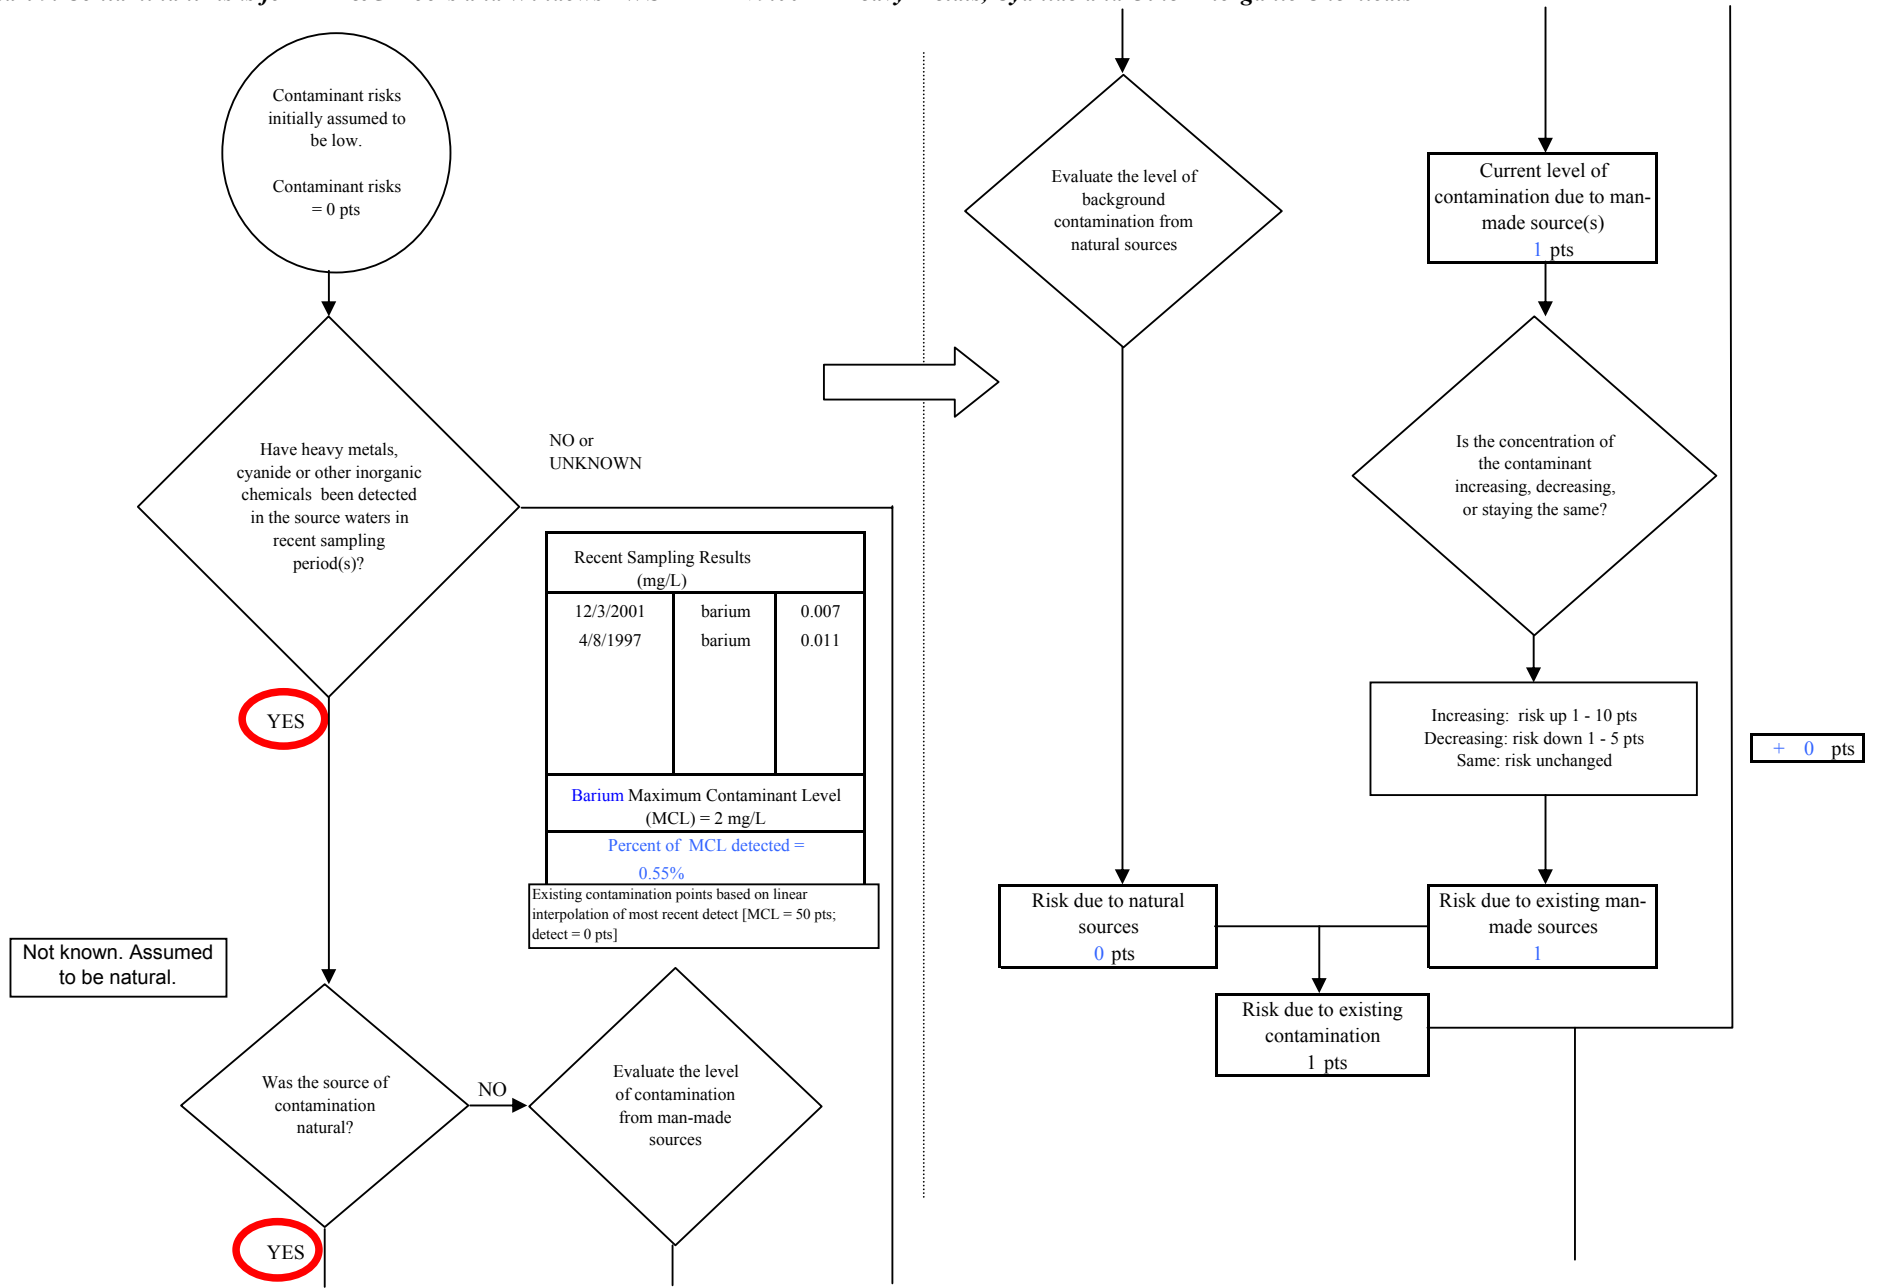 Contaminant risks
initially assumed to
be low.
Contaminant risks
= 0 pts
Have heavy metals,
cyanide or other inorganic
chemicals been detected
in the source waters in
recent sampling
period(s)?
NO or
UNKNOWN
YES
Recent Sampling Results
(mg/L)
12/3/2001 barium 0.007
4/8/1997 barium 0.011
Barium Maximum Contaminant Level
(MCL) = 2 mg/L
Percent of MCL detected =
0.55%
Existing contamination points based on linear
interpolation of most recent detect [MCL = 50 pts;
detect = 0 pts]
Not known. Assumed
to be natural.
Was the source of
contamination
natural?
NO
YES
Evaluate the level
of contamination
from man-made
sources
Evaluate the level of
background
contamination from
natural sources
Current level of
contamination due to man-
made source(s)
1 pts
Is the concentration of
the contaminant
increasing, decreasing,
or staying the same?
Increasing: risk up 1 - 10 pts
Decreasing: risk down 1 - 5 pts
Same: risk unchanged
+ 0 pts
Risk due to natural
sources
0 pts
Risk due to existing man-
made sources
1
Risk due to existing
contamination
1 pts